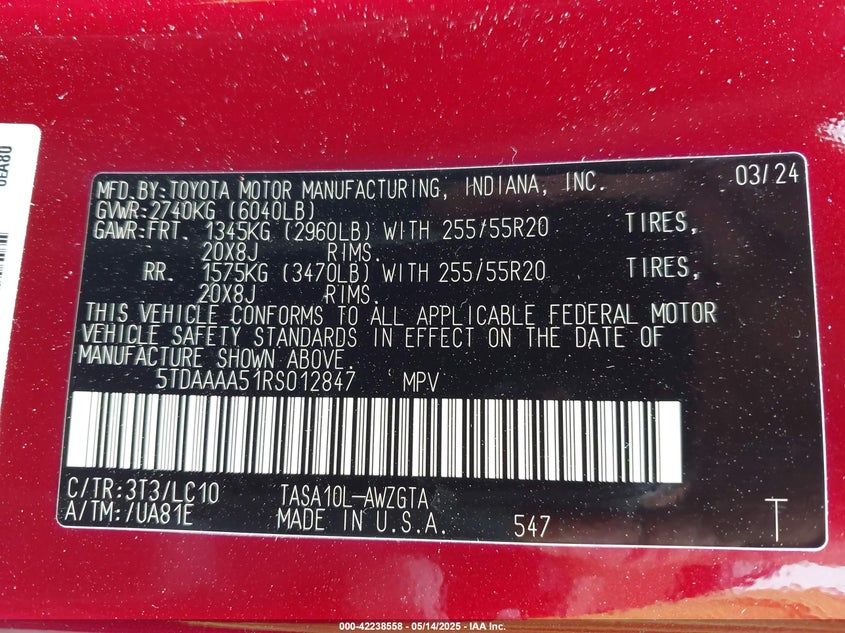 0EA80
MFD.BY:TOYOTA MOTOR MANUFACTURING, INDIANA, INC. 03/24
GVWR:2740KG (6040LB)
GAWR:FRT. 1345KG (2960LB) WITH 255/55R20 TIRES,
20X8J RIMS.
RR. 1575KG (3470LB) WITH 255/55R20 TIRES,
20X8J RIMS.
THIS VEHICLE CONFORMS TO ALL APPLICABLE FEDERAL MOTOR
VEHICLE SAFETY STANDARDS IN EFFECT ON THE DATE OF
MANUFACTURE SHOWN ABOVE.
5TDAAAA51RS012847 MPV
C/TR:3T3/LC10 TASA10L-AWZGTA
A/TM:/UA81E MADE IN U.S.A. 547 T
000-42238558 - 05/14/2025 - IAA Inc.